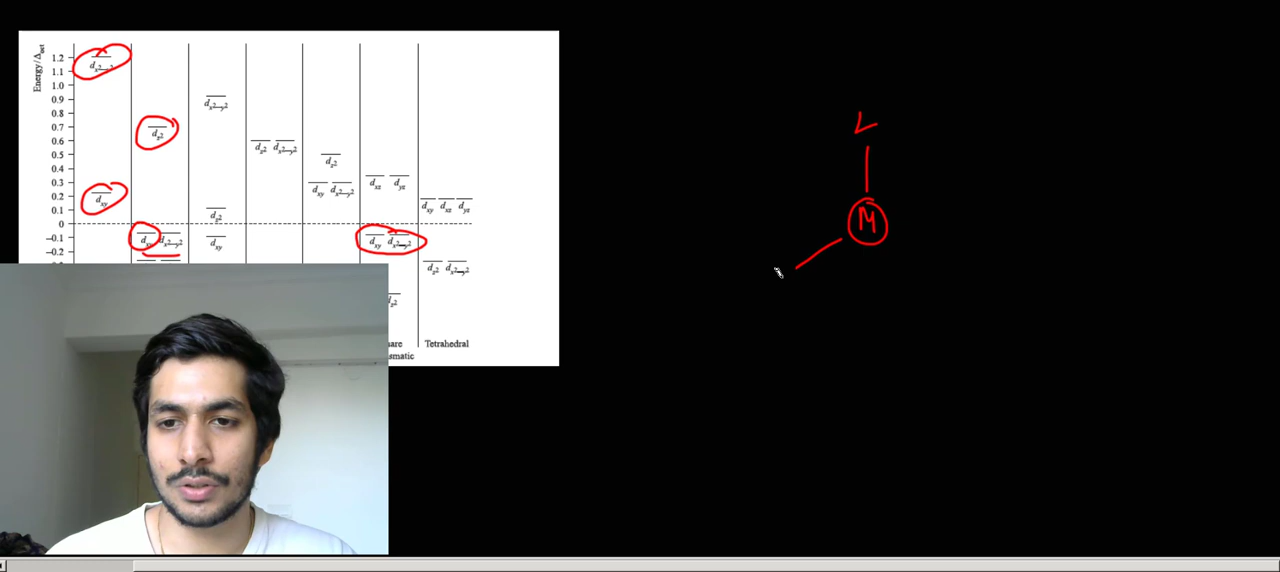 Energy/Δoct
1.2
1.1
1.0
0.9
0.8
0.7
0.6
0.5
0.4
0.3
0.2
0.1
0
−0.1
−0.2
dx²−y²
dxy
dz²
dxy dx²−y²
dx²−y²
dz²
dxy
dz² dx²−y²
dz²
dxy dx²−y²
dxz dyz
dxy dx²−y²
dz²
dxy dxz dyz
dz² dx²−y²
Tetrahedral
L
M